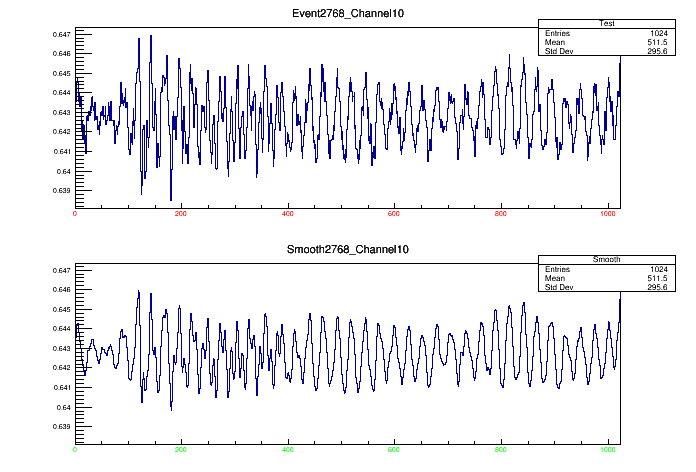 Event2768_Channel10
Test
Entries 1024
Mean 511.5
Std Dev 295.6
0.647
0.646
0.645
0.644
0.643
0.642
0.641
0.64
0.639
0 200 400 600 800 1000
Smooth2768_Channel10
Smooth
Entries 1024
Mean 511.5
Std Dev 295.6
0.647
0.646
0.645
0.644
0.643
0.642
0.641
0.64
0.639
0 200 400 600 800 1000